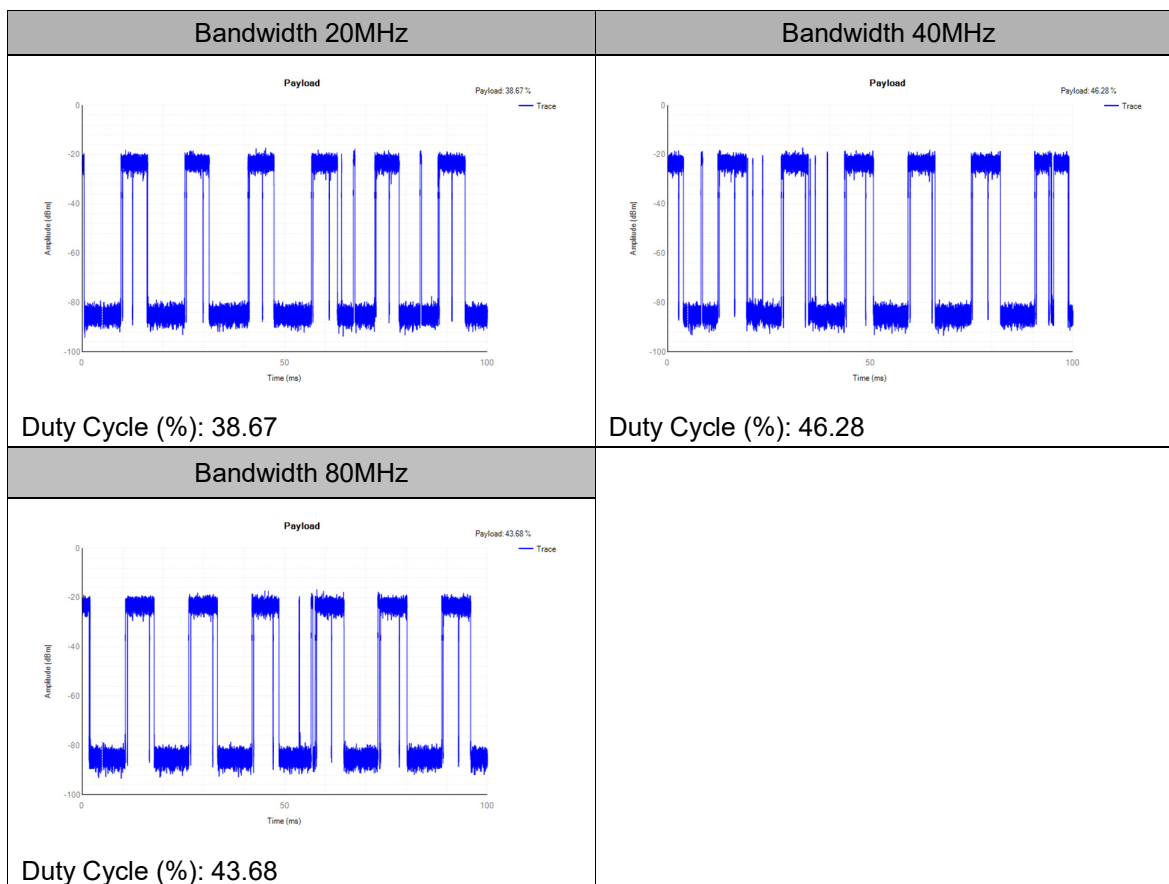 Bandwidth 20MHz
Payload
Payload: 38.67 %
Trace
0
-20
-40
-60
-80
-100
Amplitude [dBm]
0
50
100
Time (ms)
Duty Cycle (%): 38.67
Bandwidth 40MHz
Payload
Payload: 46.28 %
Trace
0
-20
-40
-60
-80
-100
Amplitude [dBm]
0
50
100
Time (ms)
Duty Cycle (%): 46.28
Bandwidth 80MHz
Payload
Payload: 43.68 %
Trace
0
-20
-40
-60
-80
-100
Amplitude [dBm]
0
50
100
Time (ms)
Duty Cycle (%): 43.68